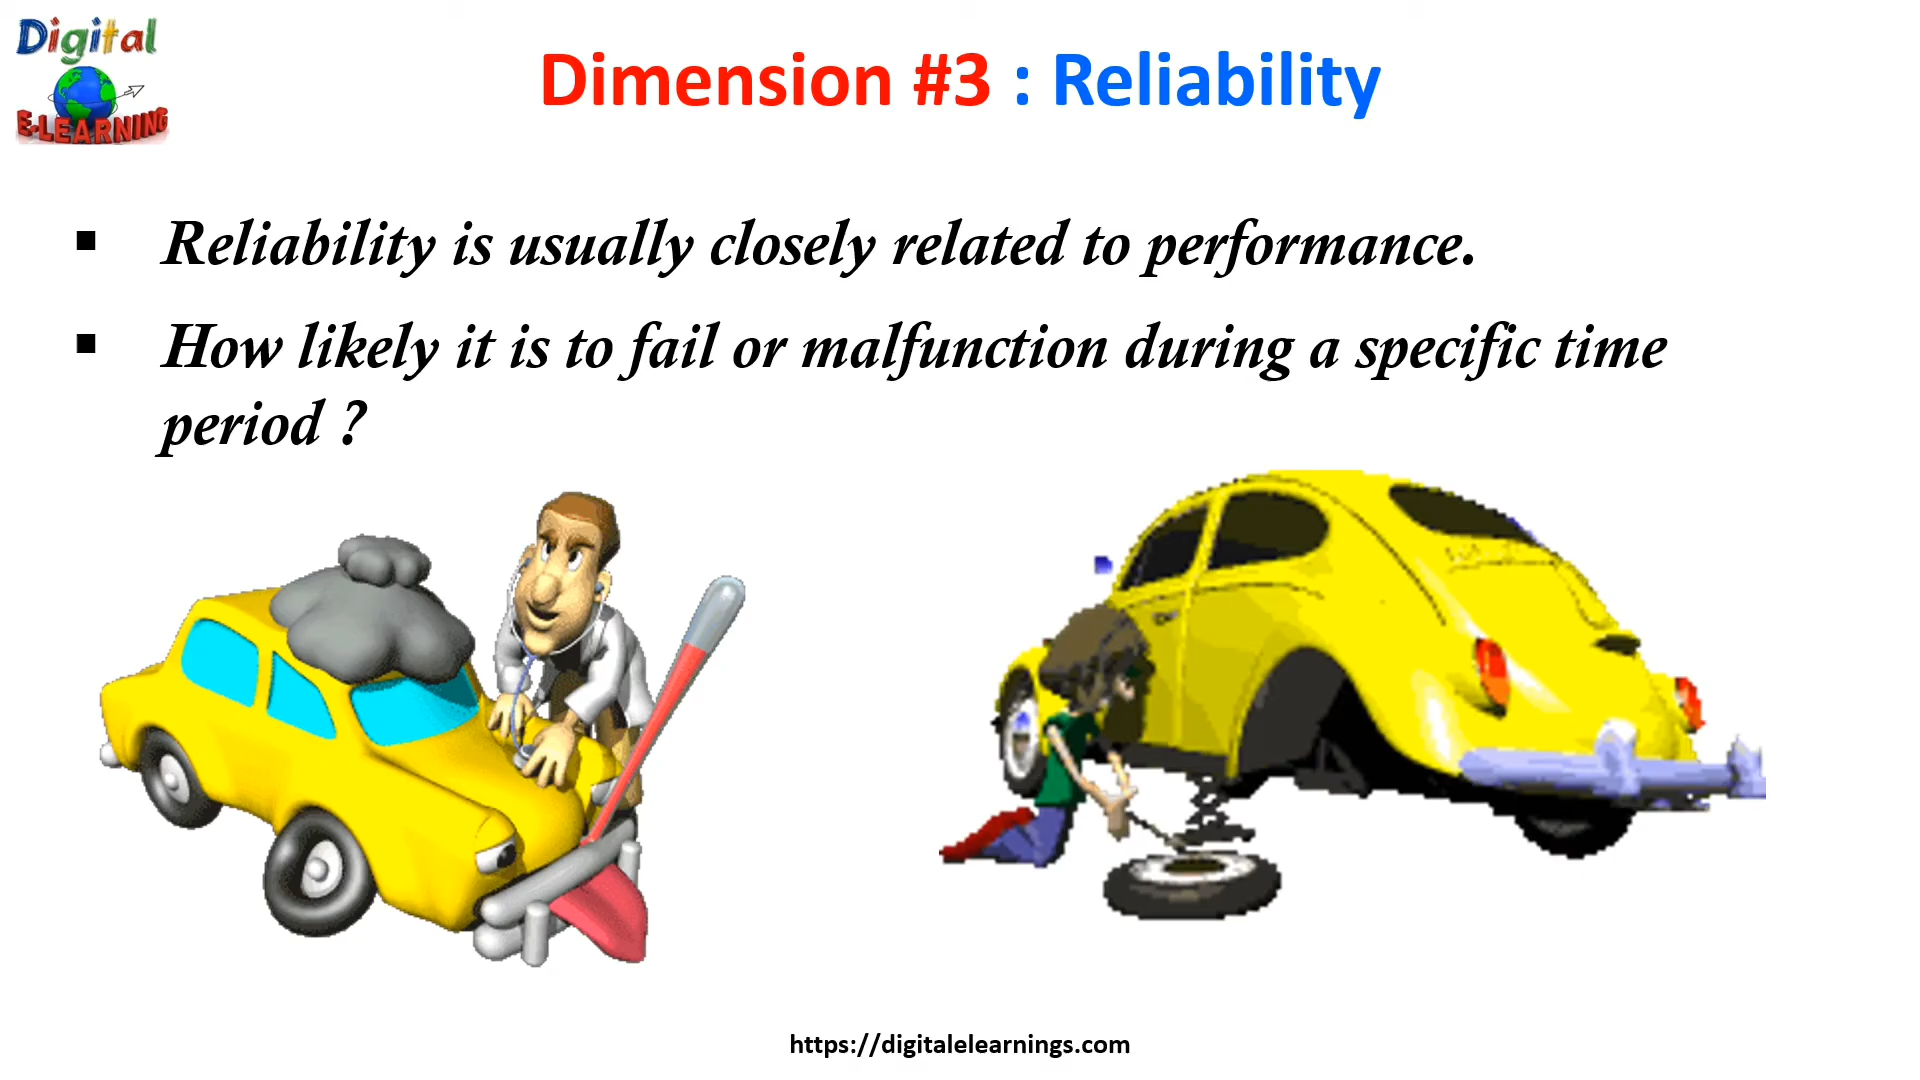 Digital
E-LEARNING
Dimension #3 : Reliability
▪ Reliability is usually closely related to performance.
▪ How likely it is to fail or malfunction during a specific time
period ?
https://digitalelearnings.com